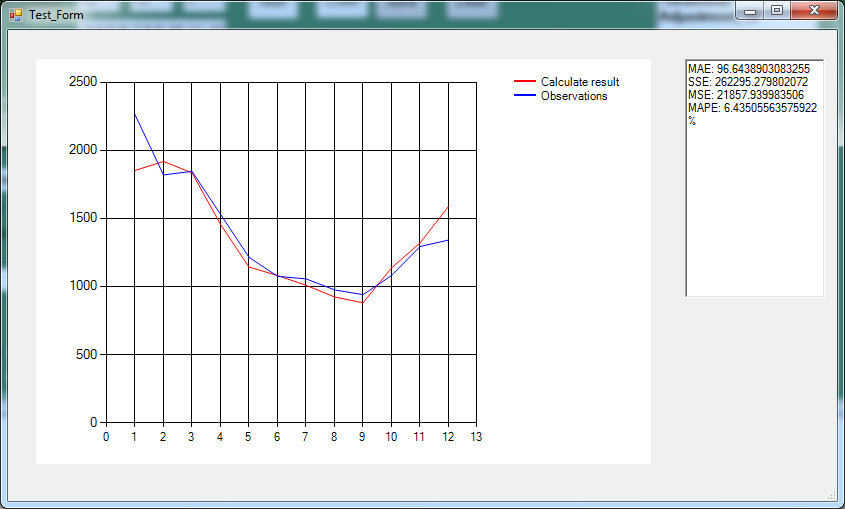 Test_Form
2500
2000
1500
1000
500
0
0 1 2 3 4 5 6 7 8 9 10 11 12 13
Calculate result
Observations
MAE: 96.6438903083255
SSE: 262295.279802072
MSE: 21857.939983506
MAPE: 6.43505563575922
%